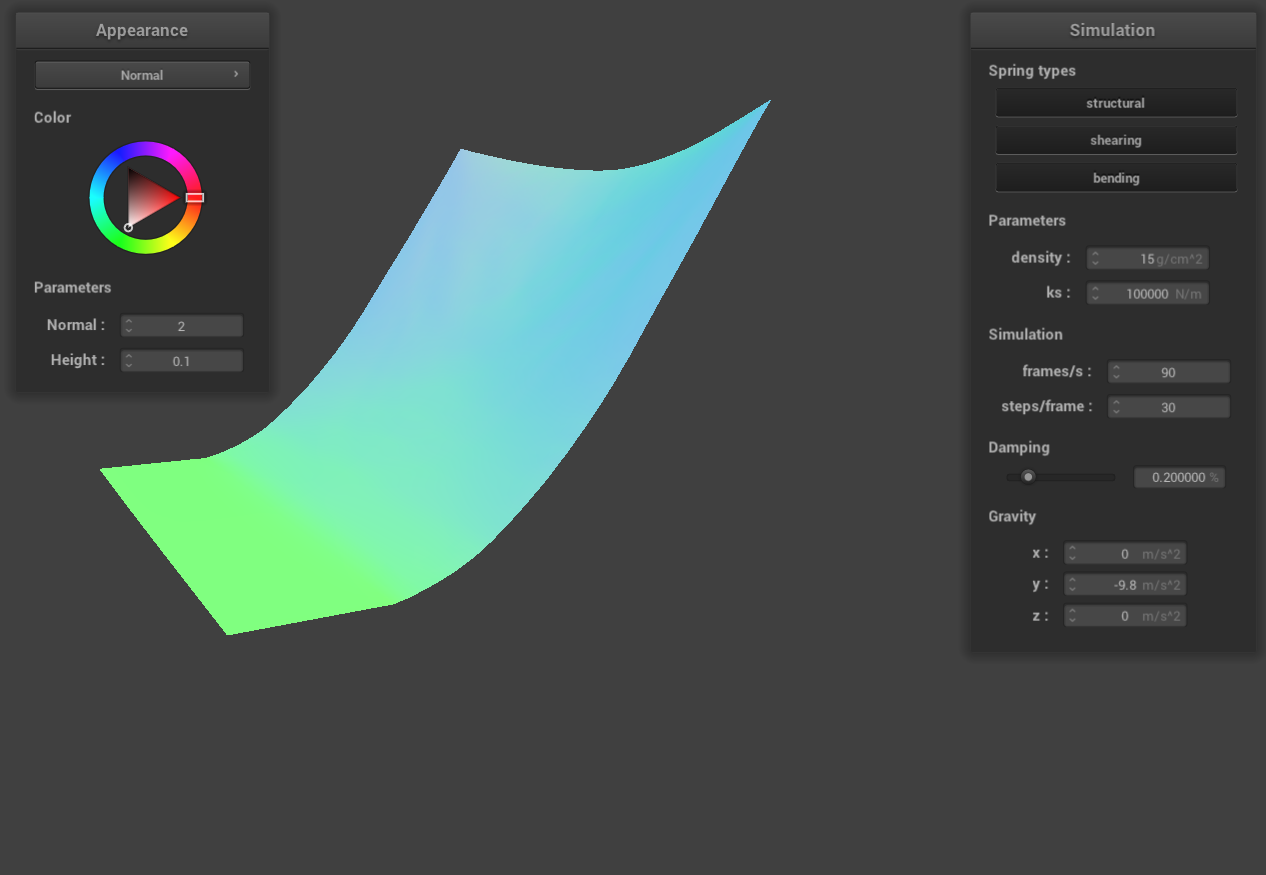 Appearance
Normal
Color
Parameters
Normal : 2
Height : 0.1
Simulation
Spring types
structural
shearing
bending
Parameters
density : 15 g/cm^2
ks : 100000 N/m
Simulation
frames/s : 90
steps/frame : 30
Damping
0.200000 %
Gravity
x : 0 m/s^2
y : -9.8 m/s^2
z : 0 m/s^2